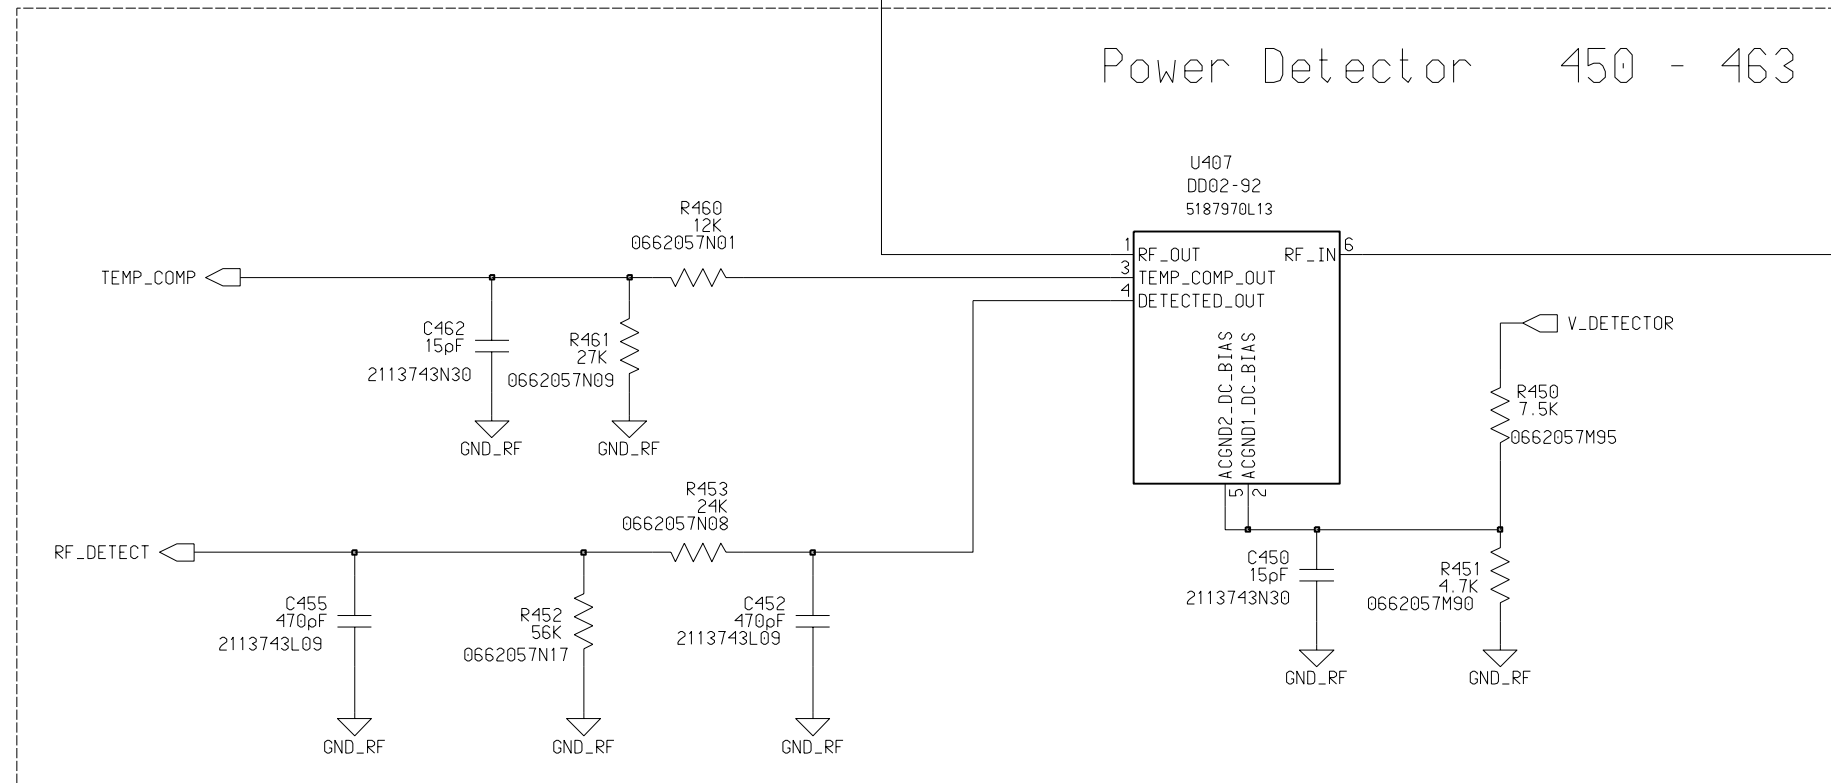 Power Detector 450 - 463
U407
DD02-92
5187970L13
R460
12K
0662057N01
1
RF_OUT
RF_IN
6
TEMP_COMP
3
TEMP_COMP_OUT
4
DETECTED_OUT
C462
15pF
2113743N30
R461
27K
0662057N09
ACGND2_DC_BIAS
ACGND1_DC_BIAS
V_DETECTOR
R450
7.5K
0662057M95
GND_RF
GND_RF
5
2
R453
24K
0662057N08
RF_DETECT
C450
15pF
2113743N30
R451
4.7K
0662057M90
C455
470pF
2113743L09
R452
56K
0662057N17
C452
470pF
2113743L09
GND_RF
GND_RF
GND_RF
GND_RF
GND_RF